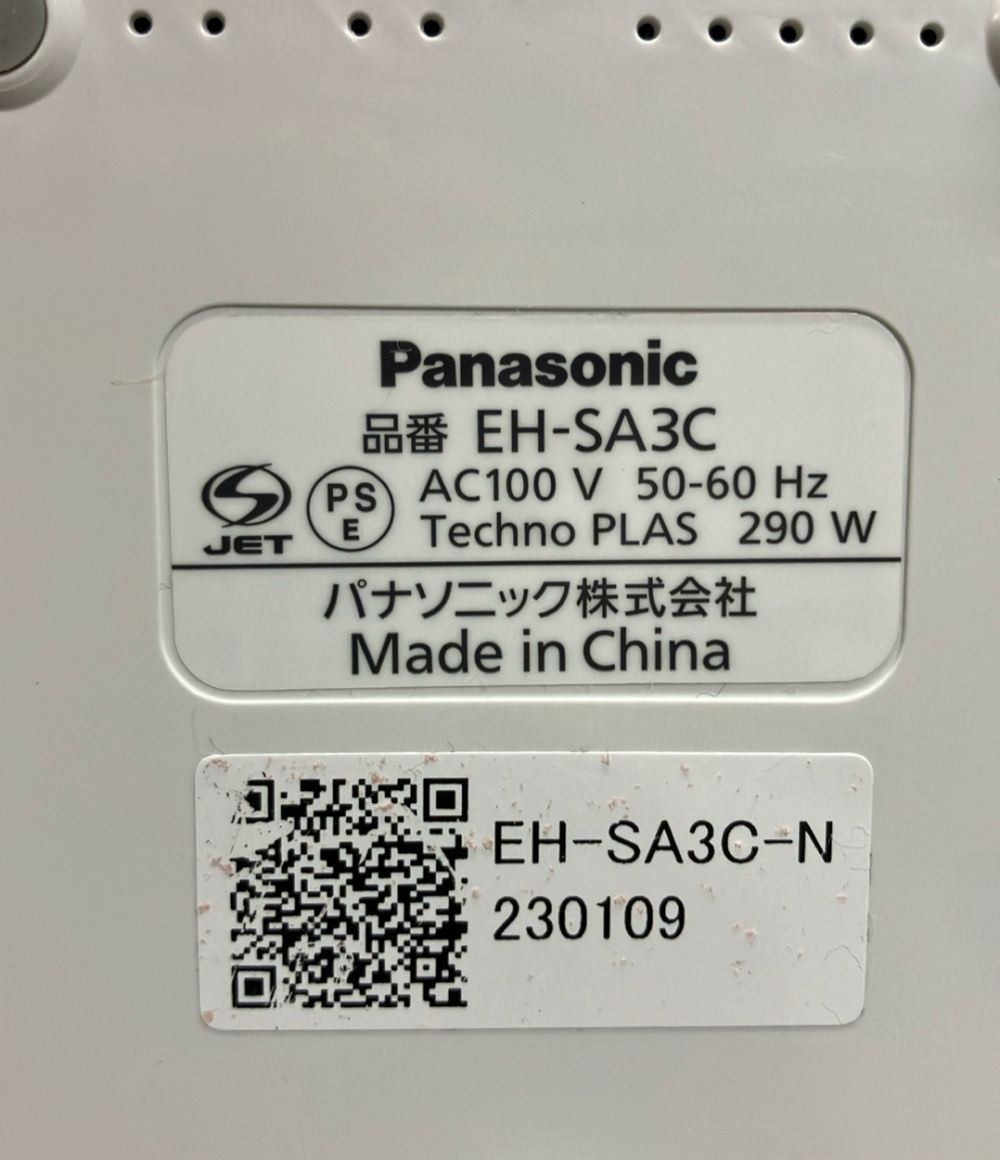 Panasonic
品番 EH-SA3C
JET PS E AC100 V 50-60 Hz
Techno PLAS 290 W
パナソニック株式会社
Made in China
EH-SA3C-N
230109